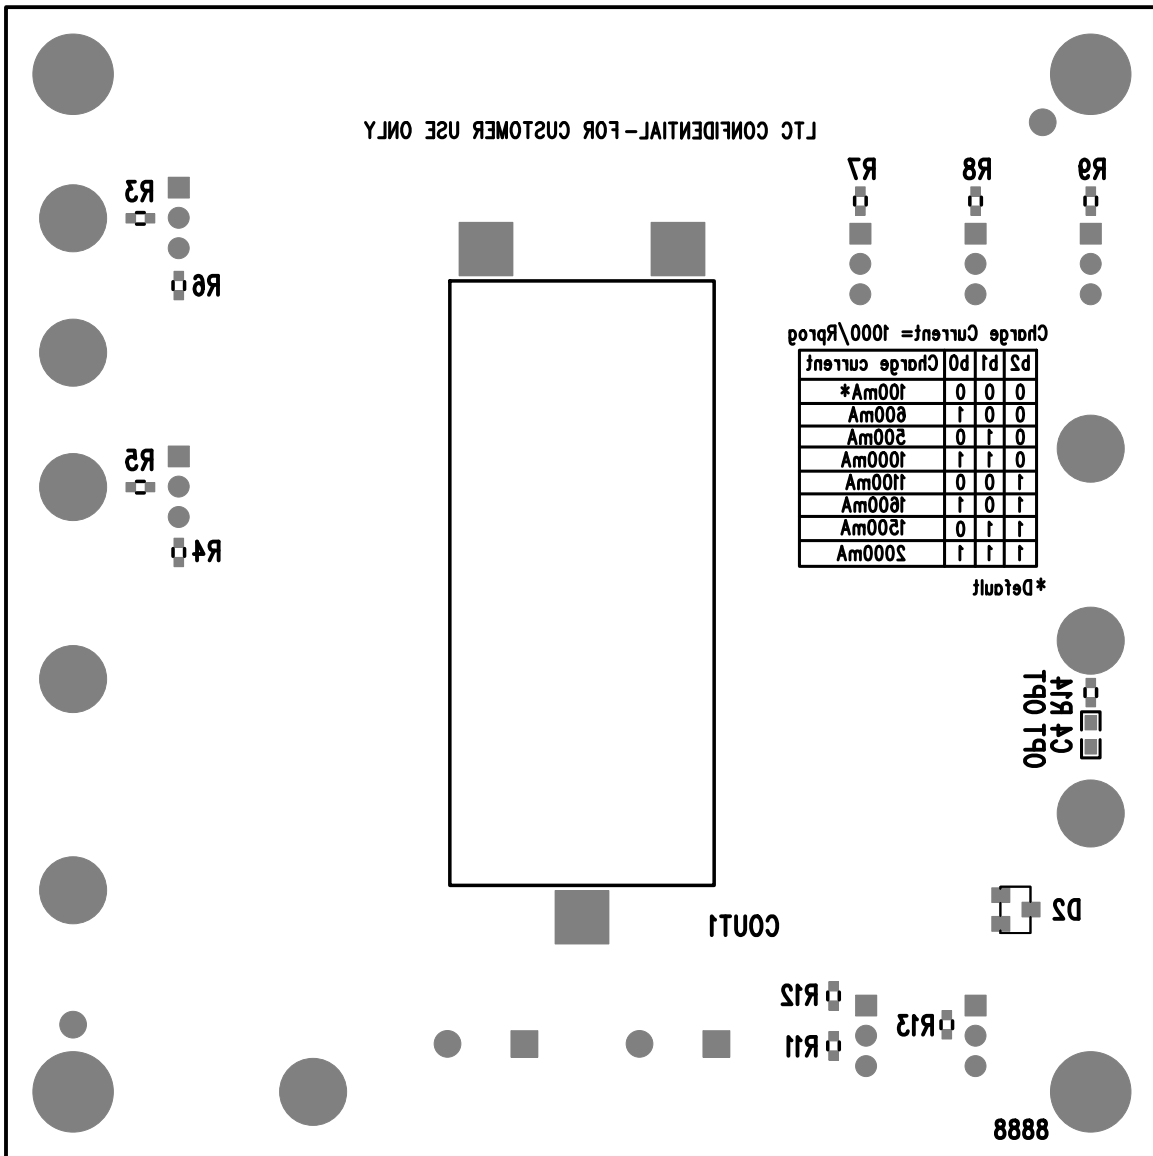 LTC CONFIDENTIAL-FOR CUSTOMER USE ONLY
R9
R8
R7
R3
R6
Charge Current= 1000/Rprog
b2 b1 b0 Charge current
0 0 0 100mA*
0 0 1 600mA
0 1 0 500mA
0 1 1 1000mA
1 0 0 1100mA
1 0 1 1600mA
1 1 0 1500mA
1 1 1 2000mA
*Default
R5
R4
OPT OPT
C4 R14
D2
COUT1
R12
R13
R11
8888